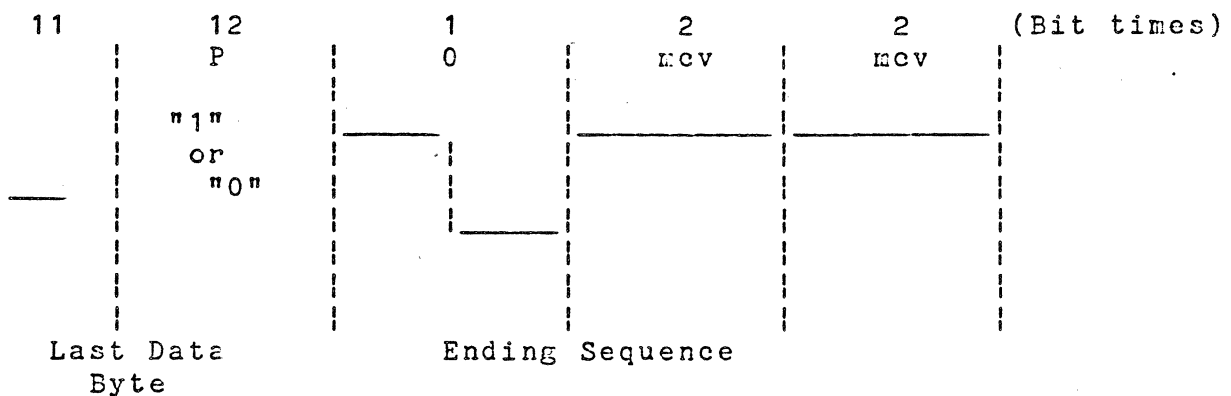 11 12 1 2 2 (Bit times)
P 0 mcv mcv
"1"
or
"0"
Last Data Ending Sequence
Byte